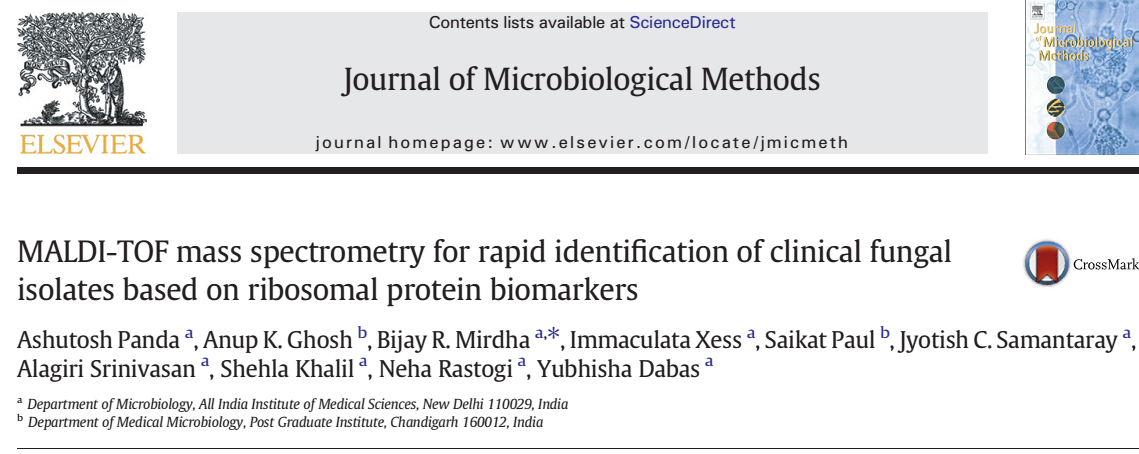 Contents lists available at ScienceDirect
Journal of Microbiological Methods
journal homepage: www.elsevier.com/locate/jmicmeth
ELSEVIER
Journal
of Microbiological
Methods
MALDI-TOF mass spectrometry for rapid identification of clinical fungal
isolates based on ribosomal protein biomarkers
CrossMark
Ashutosh Panda a, Anup K. Ghosh b, Bijay R. Mirdha a,*, Immaculata Xess a, Saikat Paul b, Jyotish C. Samantaray a,
Alagiri Srinivasan a, Shehla Khalil a, Neha Rastogi a, Yubhisha Dabas a
a Department of Microbiology, All India Institute of Medical Sciences, New Delhi 110029, India
b Department of Medical Microbiology, Post Graduate Institute, Chandigarh 160012, India